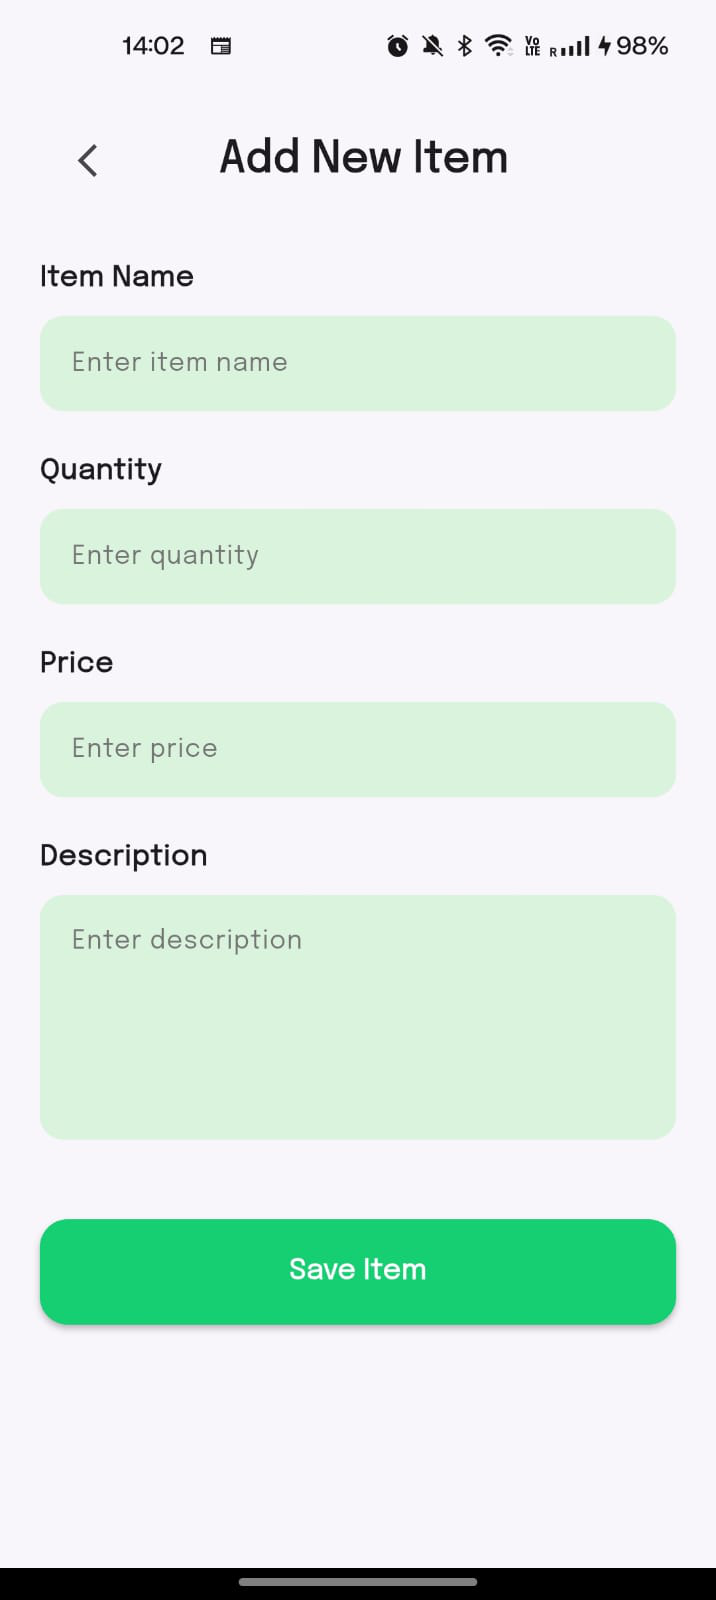 14:02 Vo LTE R 98%
Add New Item
Item Name
Enter item name
Quantity
Enter quantity
Price
Enter price
Description
Enter description
Save Item